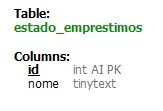 Table:
estado_emprestimos
Columns:
id int AI PK
nome tinytext